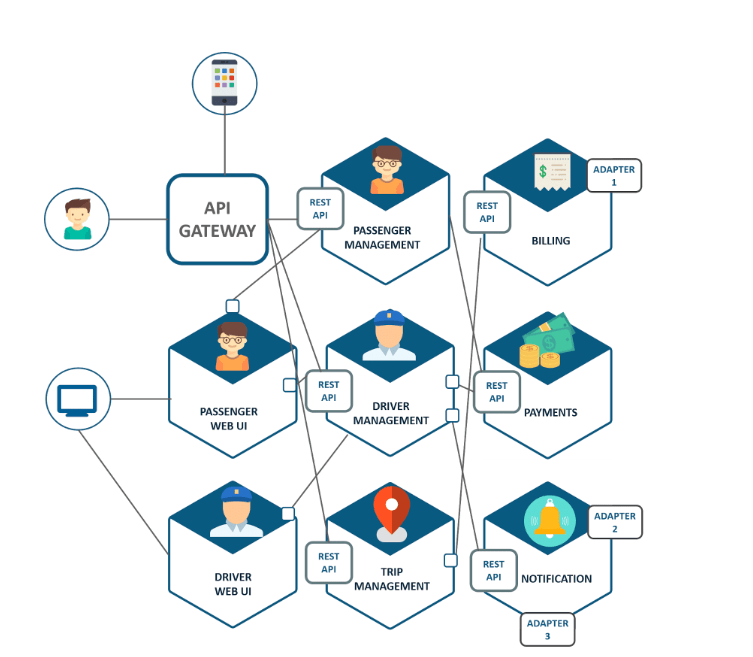 API
GATEWAY
REST
API
PASSENGER
MANAGEMENT
REST
API
BILLING
ADAPTER
1
PASSENGER
WEB UI
REST
API
DRIVER
MANAGEMENT
REST
API
PAYMENTS
DRIVER
WEB UI
REST
API
TRIP
MANAGEMENT
REST
API
NOTIFICATION
ADAPTER
2
ADAPTER
3